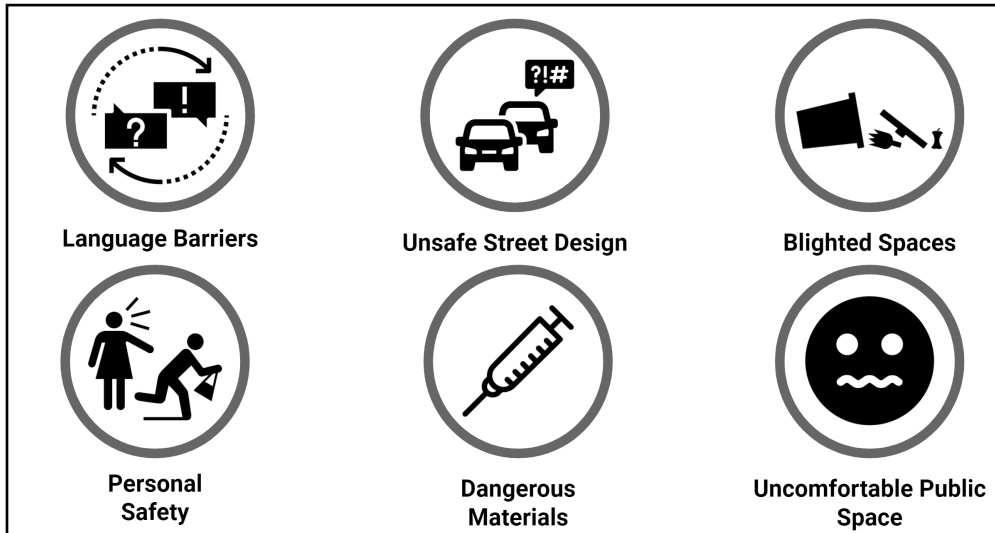 !
?
Language Barriers
?!#
Unsafe Street Design
Blighted Spaces
Personal
Safety
Dangerous
Materials
Uncomfortable Public
Space